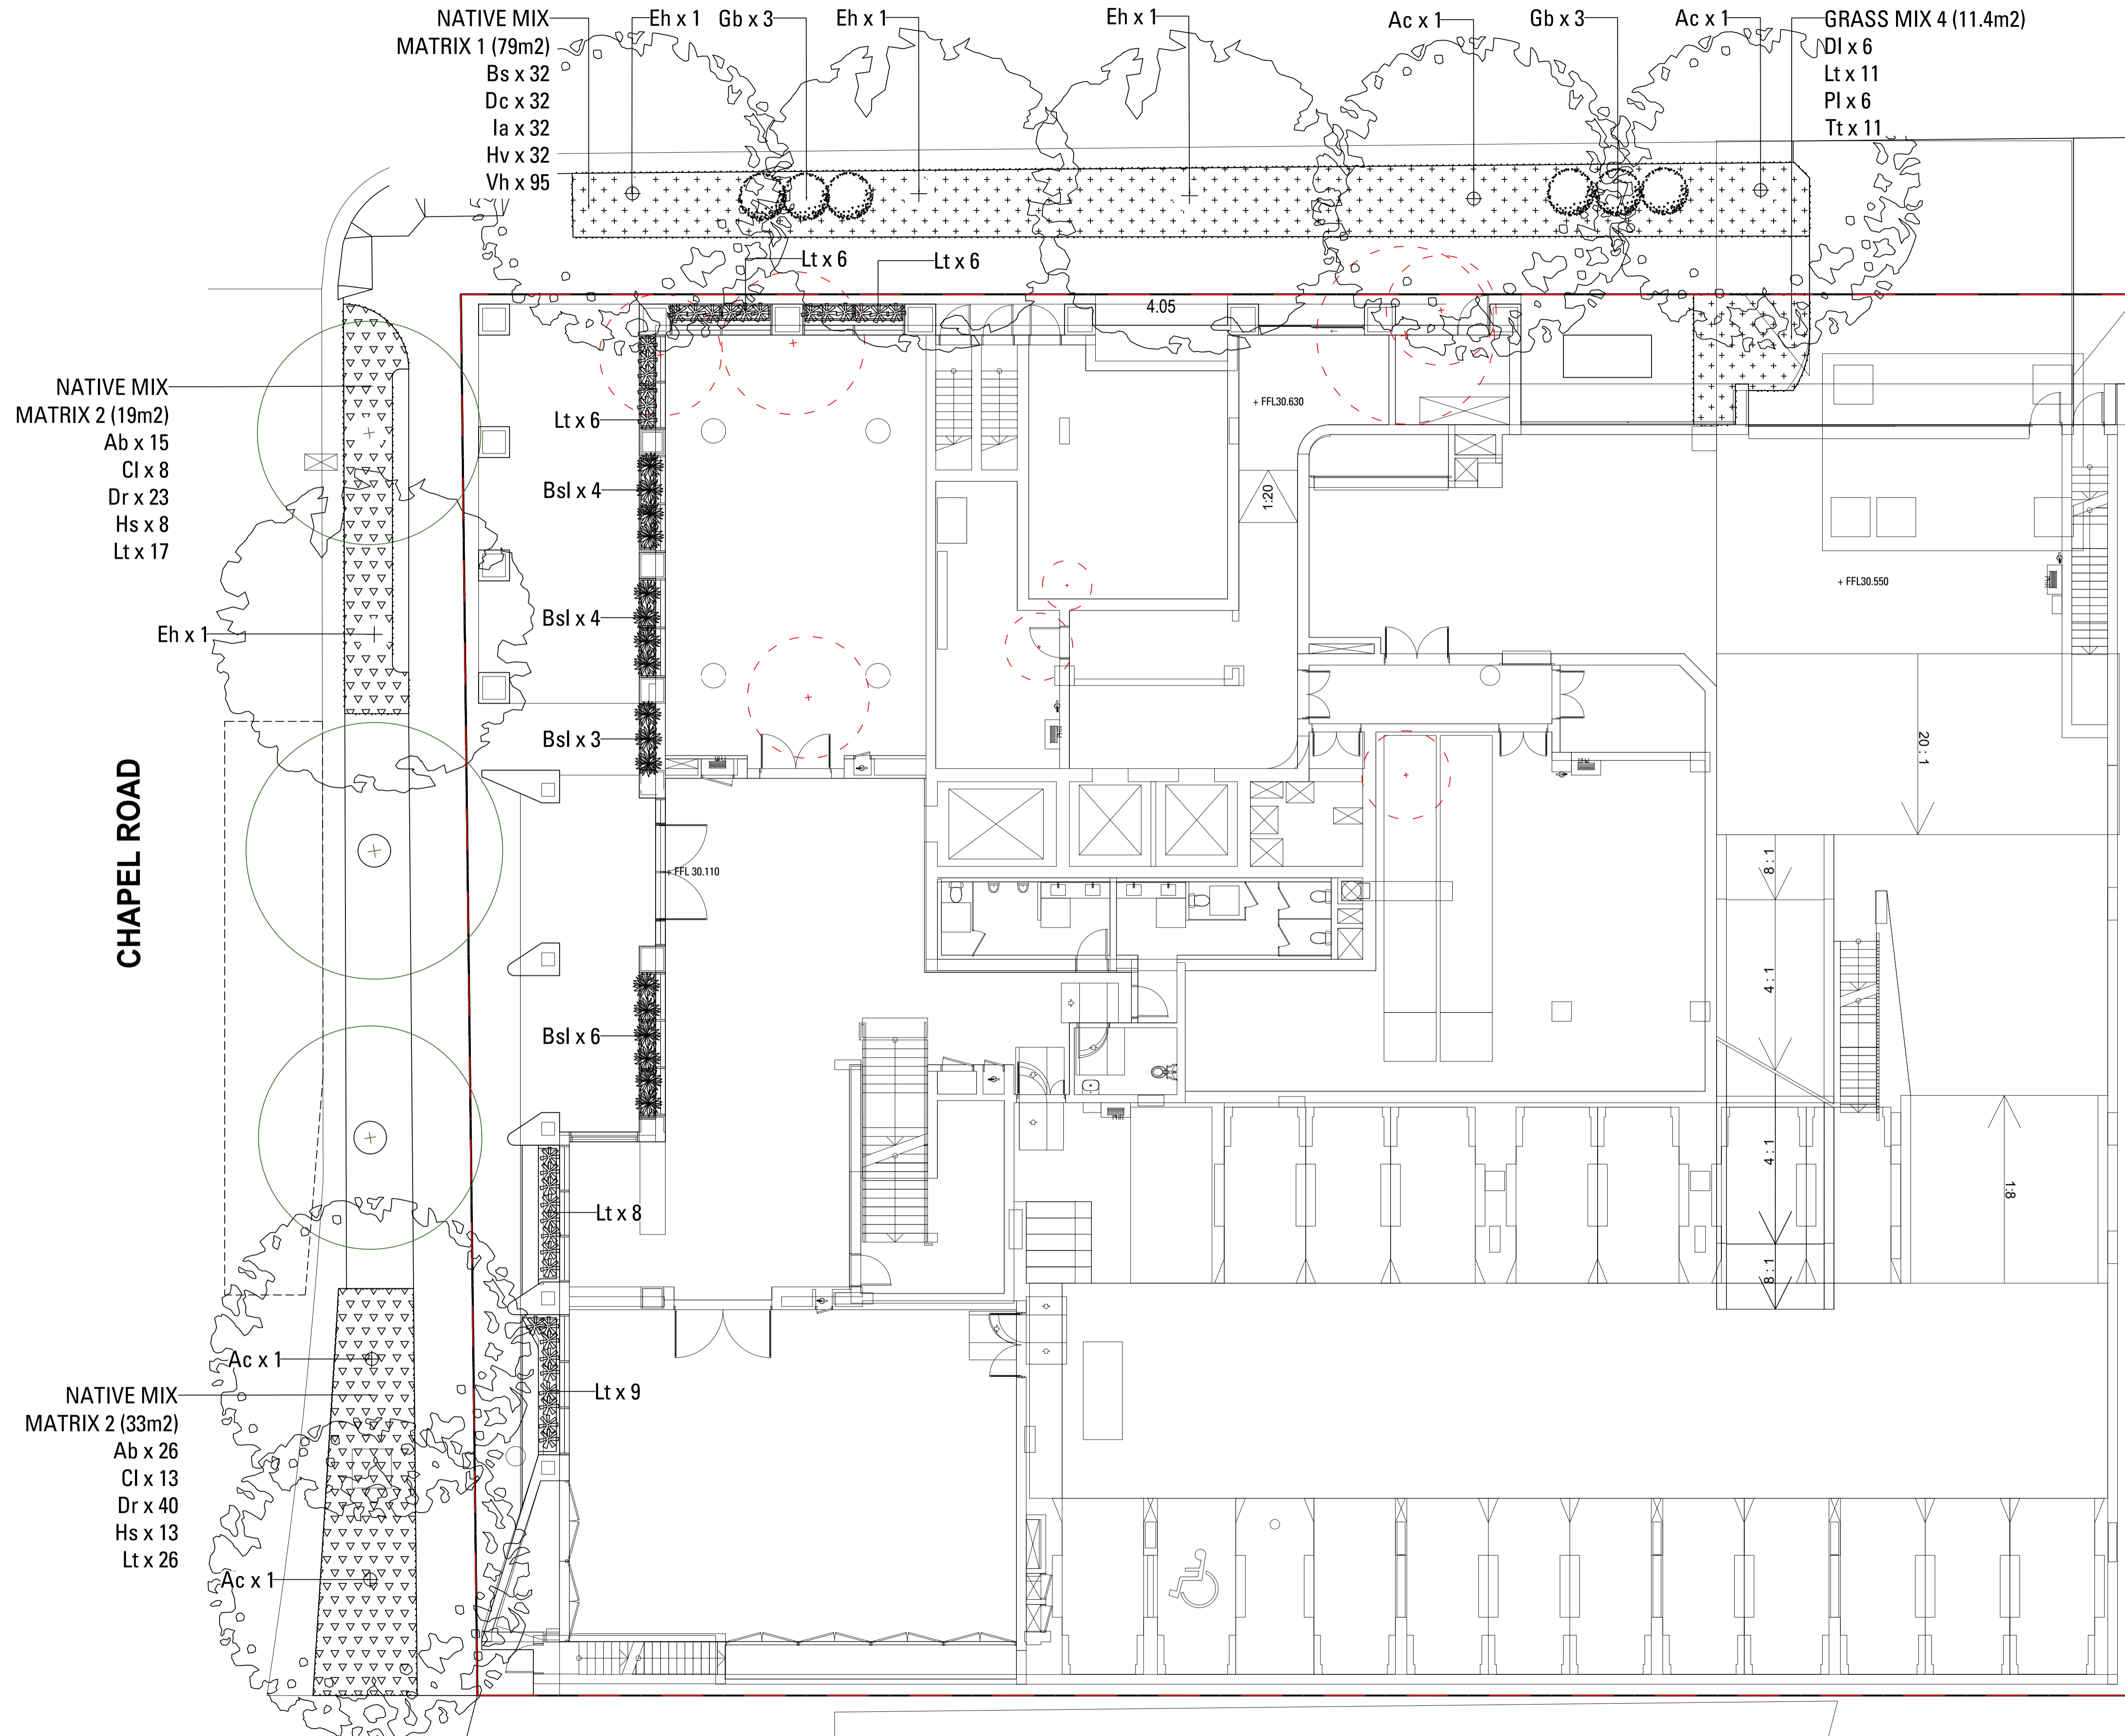 NATIVE MIX
MATRIX 1 (79m2)
Bs x 32
Dc x 32
Ia x 32
Hv x 32
Vh x 95
Eh x 1
Gb x 3
Eh x 1
Eh x 1
Ac x 1
Gb x 3
Ac x 1
GRASS MIX 4 (11.4m2)
Dl x 6
Lt x 11
Pl x 6
Tt x 11
Lt x 6
Lt x 6
4.05
NATIVE MIX
MATRIX 2 (19m2)
Ab x 15
Cl x 8
Dr x 23
Hs x 8
Lt x 17
Lt x 6
+ FFL30.630
Bsl x 4
1:20
+ FFL30.550
Bsl x 4
Eh x 1
Bsl x 3
20 : 1
CHAPEL ROAD
+ FFL 30.110
8 : 1
4 : 1
Bsl x 6
4 : 1
1:8
Lt x 8
8 : 1
Ac x 1
Lt x 9
NATIVE MIX
MATRIX 2 (33m2)
Ab x 26
Cl x 13
Dr x 40
Hs x 13
Lt x 26
Ac x 1